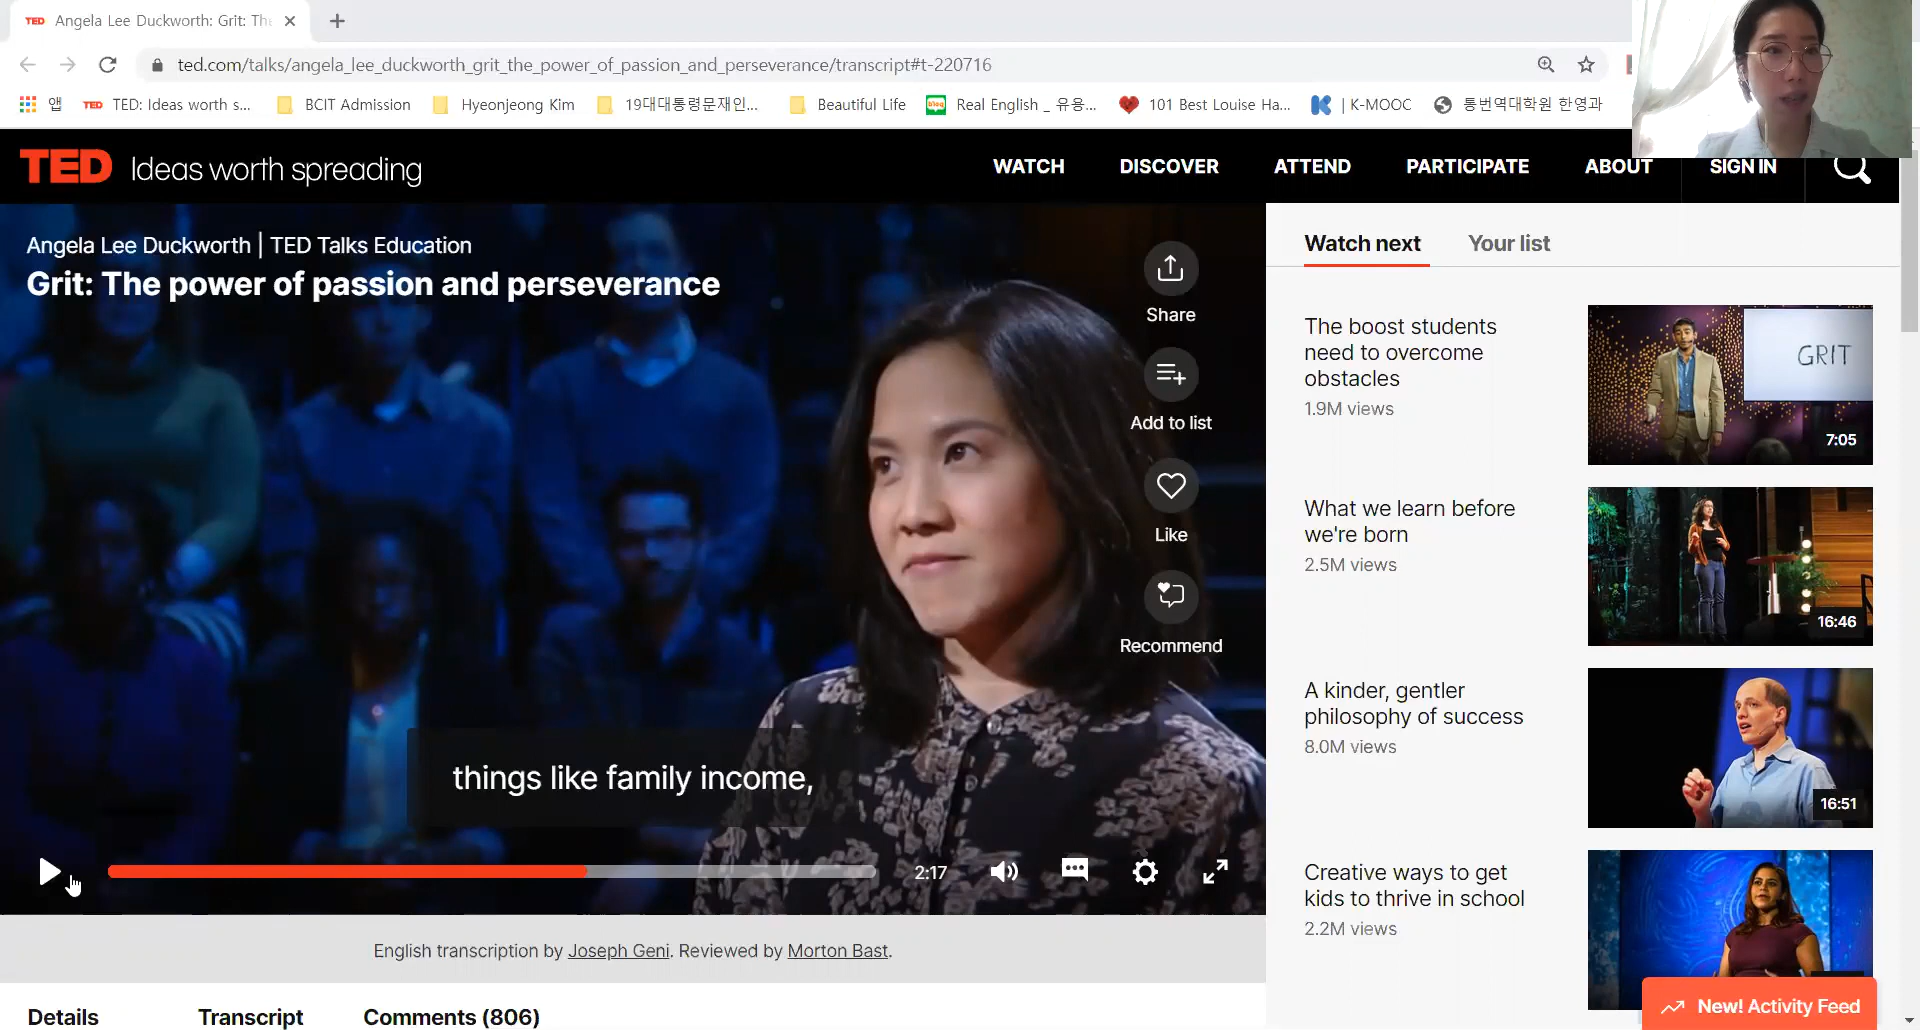 TED Angela Lee Duckworth: Grit: Th
ted.com/talks/angela_lee_duckworth_grit_the_power_of_passion_and_perseverance/transcript#t-220716
앱 TED TED: Ideas worth s... BCIT Admission Hyeonjeong Kim 19대대통령문재인... Beautiful Life blog Real English _ 유용... 101 Best Louise Ha... | K-MOOC 통번역대학원 한영과
TED Ideas worth spreading WATCH DISCOVER ATTEND PARTICIPATE ABOUT SIGN IN
Angela Lee Duckworth | TED Talks Education
Grit: The power of passion and perseverance
Share
Add to list
Like
Recommend
things like family income,
2:17
English transcription by Joseph Geni. Reviewed by Morton Bast.
Details Transcript Comments (806)
Watch next Your list
The boost students
need to overcome
obstacles
1.9M views
GRIT
7:05
What we learn before
we're born
2.5M views
16:46
A kinder, gentler
philosophy of success
8.0M views
16:51
Creative ways to get
kids to thrive in school
2.2M views
New! Activity Feed